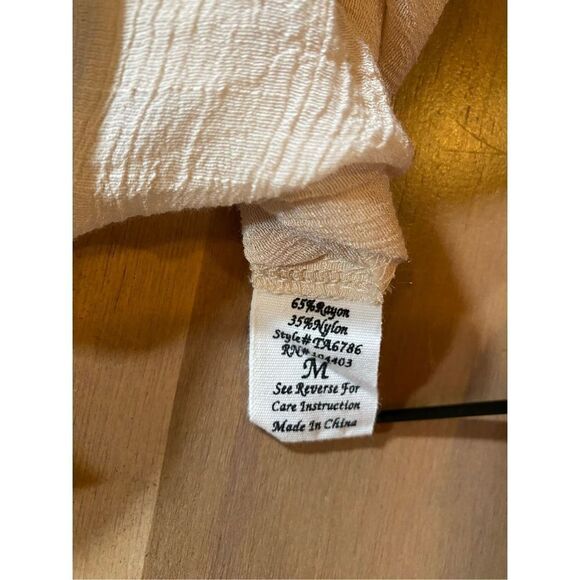 65%Rayon
35%Nylon
Style# TA6786
RN#
M
See Reverse For
Care Instruction
Made In China